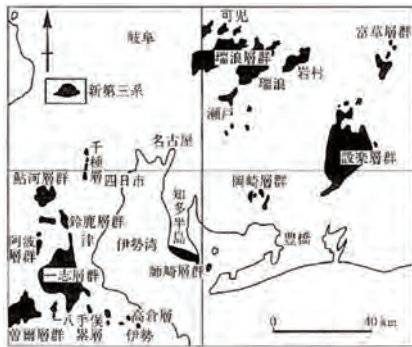 可児
岐阜
富草層群
瑞浪層群
岩村
瑞浪
新第三系
瀬戸
千種層
名古屋
設楽層群
鮎河層群
四日市
岡崎層群
知多半島
鈴鹿層群
阿波層群
津
伊勢湾
豊橋
一志層群
師崎層群
高倉層
曽爾層群
八手俣累層
伊勢
0 40 km